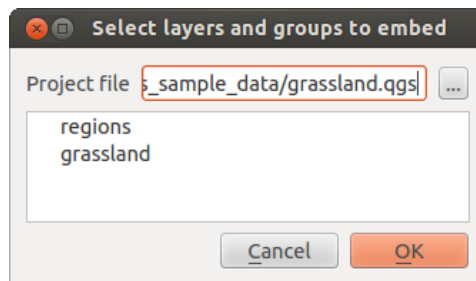 Select layers and groups to embed
Project file s_sample_data/grassland.qgs ...
regions
grassland
Cancel OK